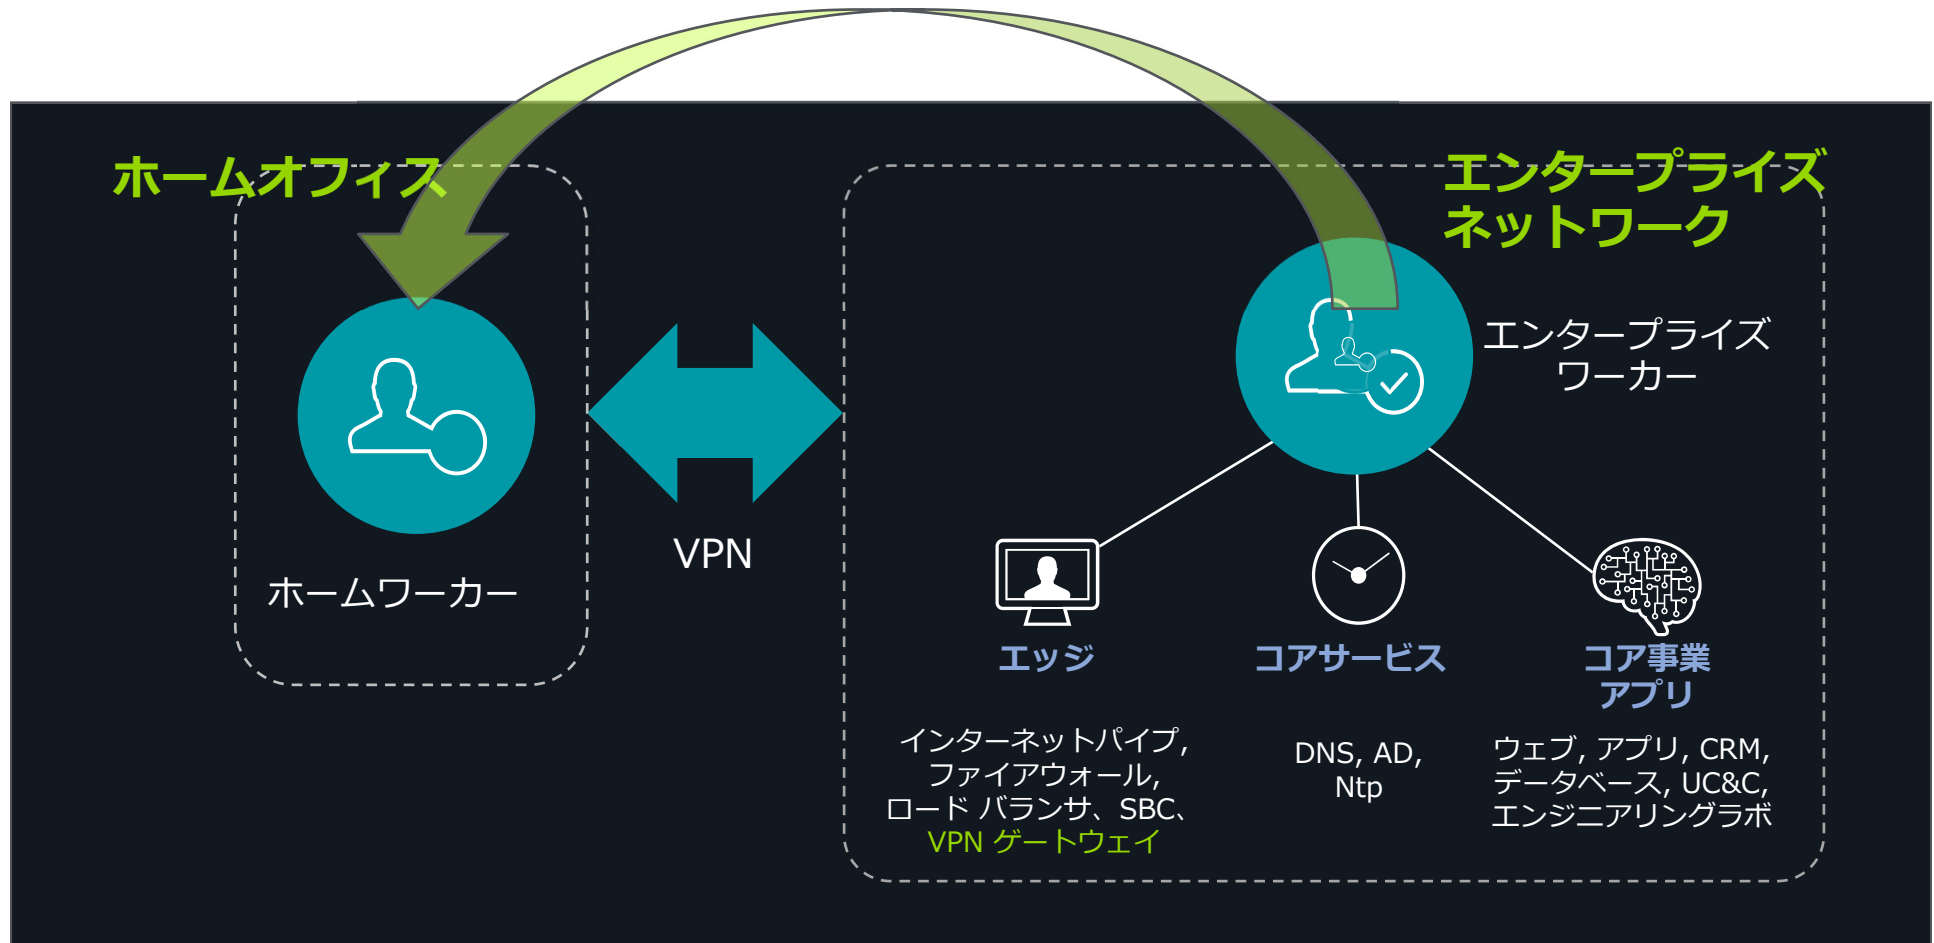 ホームオフィス
エンタープライズ
ネットワーク
エンタープライズ
ワーカー
VPN
ホームワーカー
エッジ
コアサービス
コア事業
アプリ
インターネットパイプ,
ファイアウォール,
ロード バランサ、SBC、
VPN ゲートウェイ
DNS, AD,
Ntp
ウェブ, アプリ, CRM,
データベース, UC&C,
エンジニアリングラボ